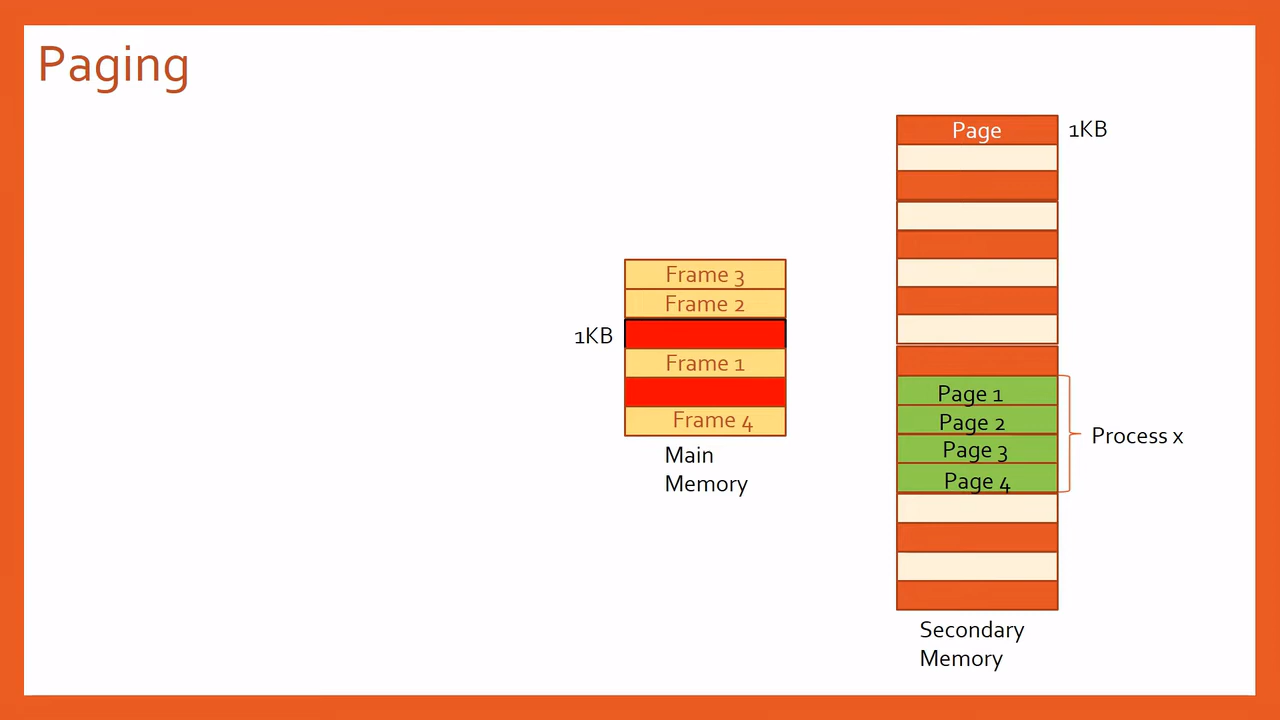 Paging
Page
1KB
Frame 3
Frame 2
1KB
Frame 1
Frame 4
Main
Memory
Page 1
Page 2
Page 3
Page 4
Process x
Secondary
Memory